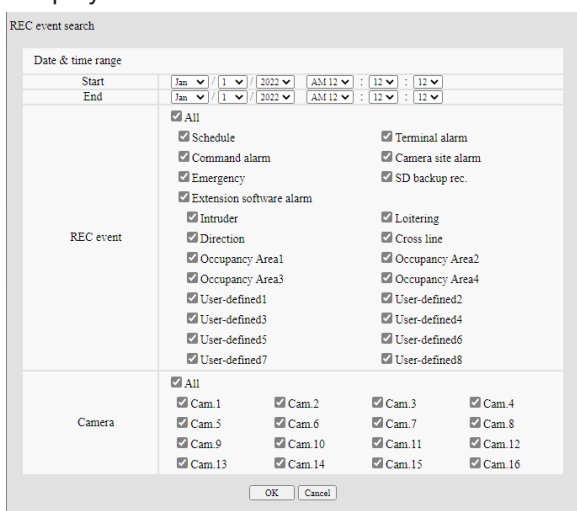 REC event search
Date & time range
Start Jan / 1 / 2022 AM 12 : 12 : 12
End Jan / 1 / 2022 AM 12 : 12 : 12
REC event
All
Schedule Terminal alarm
Command alarm Camera site alarm
Emergency SD backup rec.
Extension software alarm
Intruder Loitering
Direction Cross line
Occupancy Area1 Occupancy Area2
Occupancy Area3 Occupancy Area4
User-defined1 User-defined2
User-defined3 User-defined4
User-defined5 User-defined6
User-defined7 User-defined8
Camera
All
Cam.1 Cam.2 Cam.3 Cam.4
Cam.5 Cam.6 Cam.7 Cam.8
Cam.9 Cam.10 Cam.11 Cam.12
Cam.13 Cam.14 Cam.15 Cam.16
OK Cancel